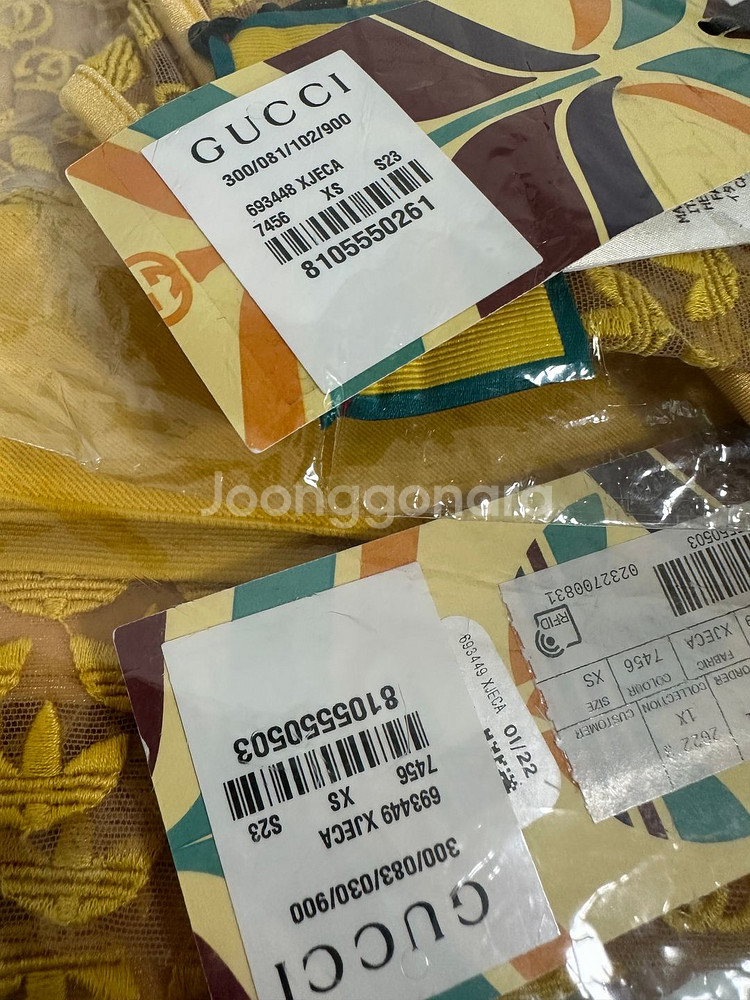 GUCCI
300/081/102/900
693448 XJECA S23
7456 XS
8105550261
Joonggonara
GUCCI
300/083/030/900
693449 XJECA S23
7456 XS
8105550503
693449 XJECA 01/22
0232700831
RFID
XJECA 7456 XS
FABRIC COLOUR SIZE
1X
COLLECTION CUSTOMER